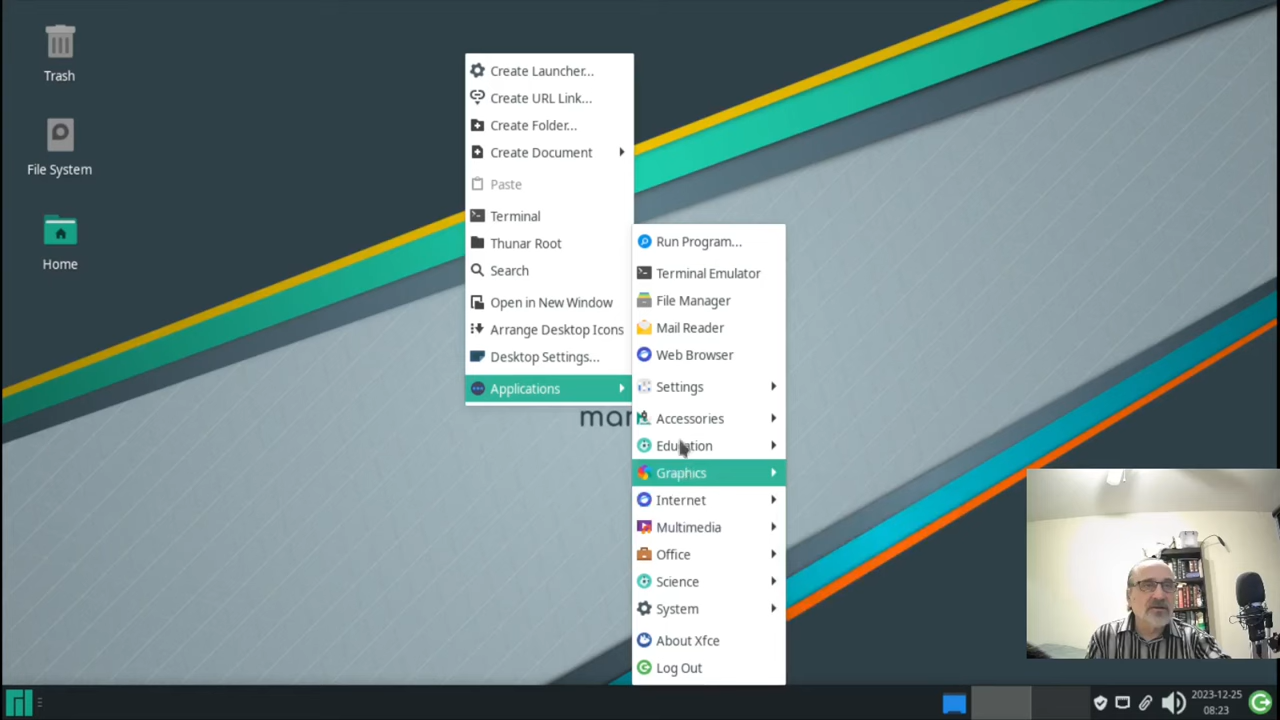 Trash
File System
Home
Create Launcher...
Create URL Link...
Create Folder...
Create Document
Paste
Terminal
Thunar Root
Search
Open in New Window
Arrange Desktop Icons
Desktop Settings...
Applications
Run Program...
Terminal Emulator
File Manager
Mail Reader
Web Browser
Settings
Accessories
Education
Graphics
Internet
Multimedia
Office
Science
System
About Xfce
Log Out
mar
2023-12-25
08:23